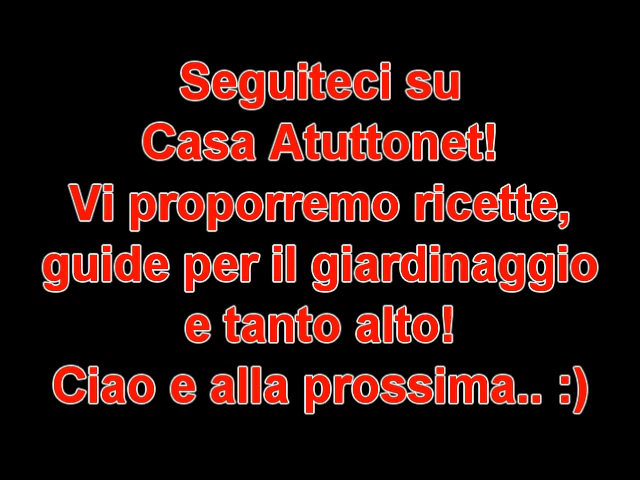 Seguiteci su
Casa Atuttonet!
Vi proporremo ricette,
guide per il giardinaggio
e tanto alto!
Ciao e alla prossima.. :)